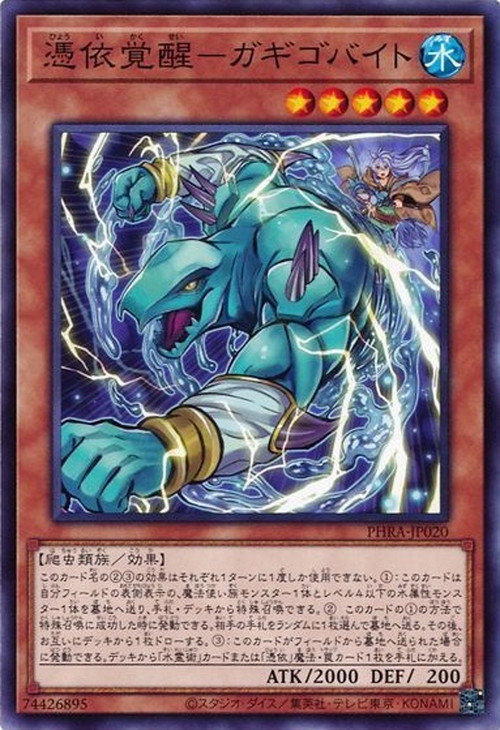 憑依覚醒－ガギゴバイト
水
PHRA-JP020
【爬虫類族／効果】
このカード名の②③の効果はそれぞれ1ターンに1度しか使用できない。①：このカードは
自分フィールドの表側表示の、魔法使い族モンスター1体とレベル4以下の水属性モン
スター1体を墓地へ送り、手札・デッキから特殊召喚できる。②：このカードの①の方法で
特殊召喚に成功した時に発動できる。相手の手札をランダムに1枚選んで墓地へ送る。その後、
お互いにデッキから1枚ドローする。③：このカードがフィールドから墓地へ送られた場合
に発動できる。デッキから「水霊術」カードまたは「憑依」魔法・罠カード1枚を手札に加える。
ATK/2000 DEF/ 200
74426895 ©スタジオ・ダイス／集英社・テレビ東京・KONAMI